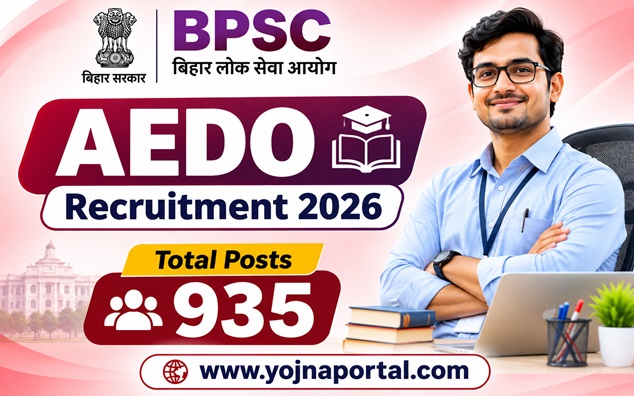 बिहार सरकार
BPSC
बिहार लोक सेवा आयोग
AEDO
Recruitment 2026
Total Posts
935
www.yojnaportal.com